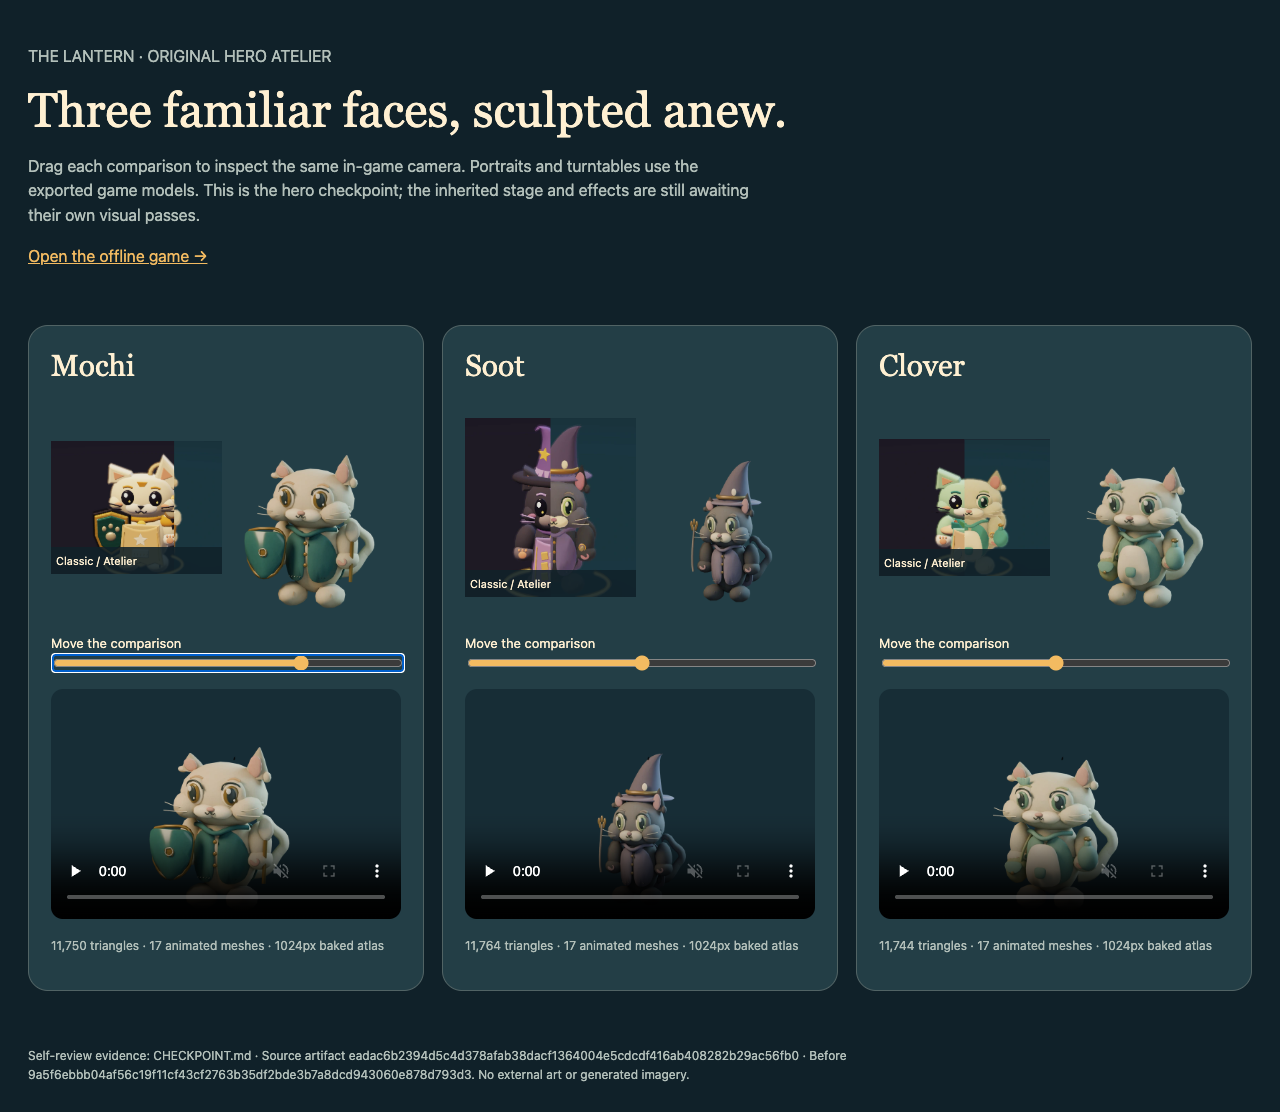 THE LANTERN · ORIGINAL HERO ATELIER
Three familiar faces, sculpted anew.
Drag each comparison to inspect the same in-game camera. Portraits and turntables use the
exported game models. This is the hero checkpoint; the inherited stage and effects are still awaiting
their own visual passes.
Open the offline game →
Mochi
Classic / Atelier
Move the comparison
0:00
11,750 triangles · 17 animated meshes · 1024px baked atlas
Soot
Classic / Atelier
Move the comparison
0:00
11,764 triangles · 17 animated meshes · 1024px baked atlas
Clover
Classic / Atelier
Move the comparison
0:00
11,744 triangles · 17 animated meshes · 1024px baked atlas
Self-review evidence: CHECKPOINT.md · Source artifact eadac6b2394d5c4d378afab38dacf1364004e5cdcdf416ab408282b29ac56fb0 · Before
9a5f6ebbb04af56c19f11cf43cf2763b35df2bde3b7a8dcd943060e878d793d3. No external art or generated imagery.